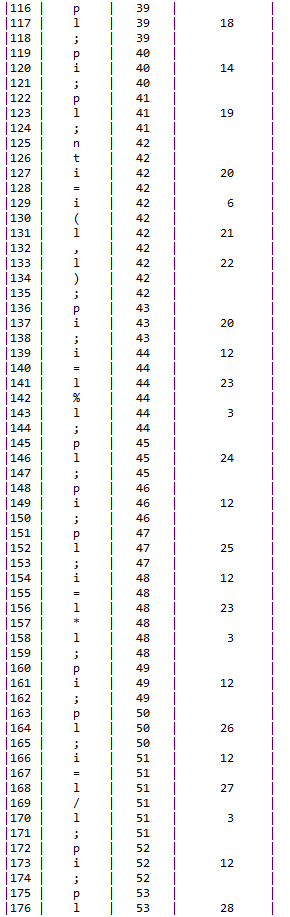 |116 | p | 39 | |
|117 | l | 39 | 18 |
|118 | ; | 39 | |
|119 | p | 40 | |
|120 | i | 40 | 14 |
|121 | ; | 40 | |
|122 | p | 41 | |
|123 | l | 41 | 19 |
|124 | ; | 41 | |
|125 | n | 42 | |
|126 | t | 42 | |
|127 | i | 42 | 20 |
|128 | = | 42 | |
|129 | i | 42 | 6 |
|130 | ( | 42 | |
|131 | l | 42 | 21 |
|132 | , | 42 | |
|133 | l | 42 | 22 |
|134 | ) | 42 | |
|135 | ; | 42 | |
|136 | p | 43 | |
|137 | i | 43 | 20 |
|138 | ; | 43 | |
|139 | i | 44 | 12 |
|140 | = | 44 | |
|141 | l | 44 | 23 |
|142 | % | 44 | |
|143 | l | 44 | 3 |
|144 | ; | 44 | |
|145 | p | 45 | |
|146 | l | 45 | 24 |
|147 | ; | 45 | |
|148 | p | 46 | |
|149 | i | 46 | 12 |
|150 | ; | 46 | |
|151 | p | 47 | |
|152 | l | 47 | 25 |
|153 | ; | 47 | |
|154 | i | 48 | 12 |
|155 | = | 48 | |
|156 | l | 48 | 23 |
|157 | * | 48 | |
|158 | l | 48 | 3 |
|159 | ; | 48 | |
|160 | p | 49 | |
|161 | i | 49 | 12 |
|162 | ; | 49 | |
|163 | p | 50 | |
|164 | l | 50 | 26 |
|165 | ; | 50 | |
|166 | i | 51 | 12 |
|167 | = | 51 | |
|168 | l | 51 | 27 |
|169 | / | 51 | |
|170 | l | 51 | 3 |
|171 | ; | 51 | |
|172 | p | 52 | |
|173 | i | 52 | 12 |
|174 | ; | 52 | |
|175 | p | 53 | |
|176 | l | 53 | 28 |